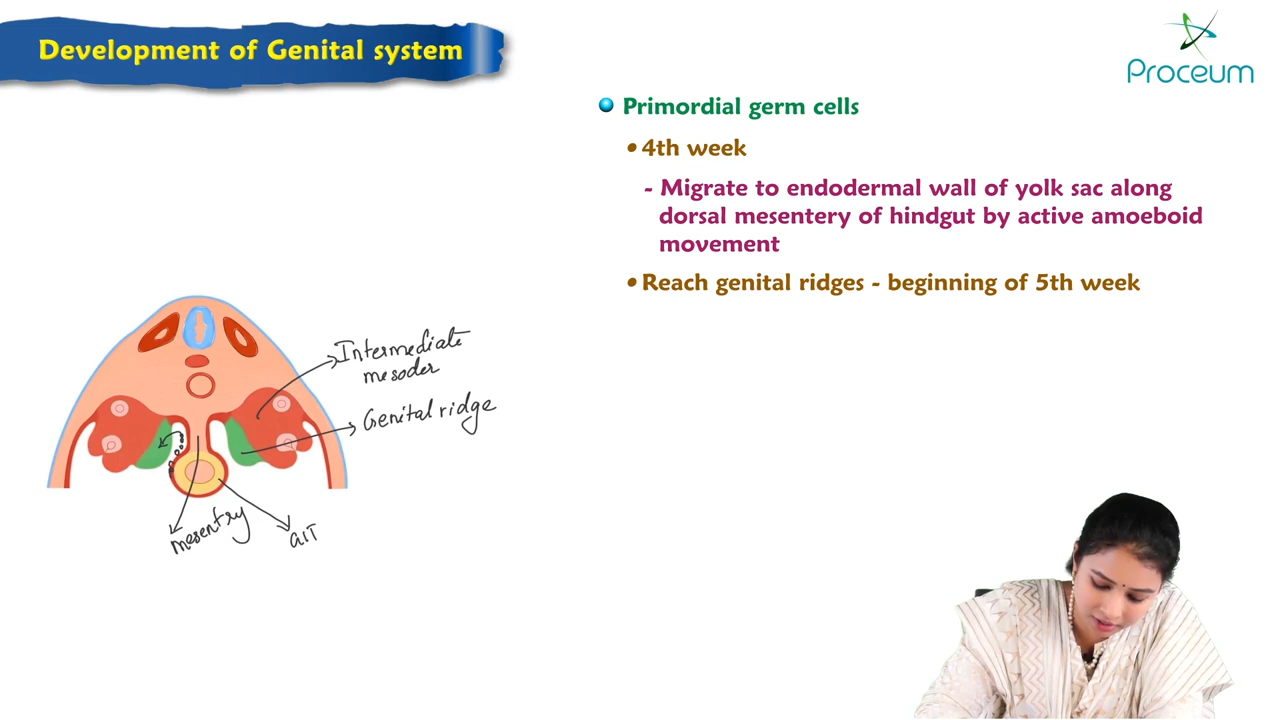 Development of Genital system
Proceum
Primordial germ cells
4th week
- Migrate to endodermal wall of yolk sac along
dorsal mesentery of hindgut by active amoeboid
movement
Reach genital ridges - beginning of 5th week
Intermediate
mesoder
Genital ridge
mesentry
GIT